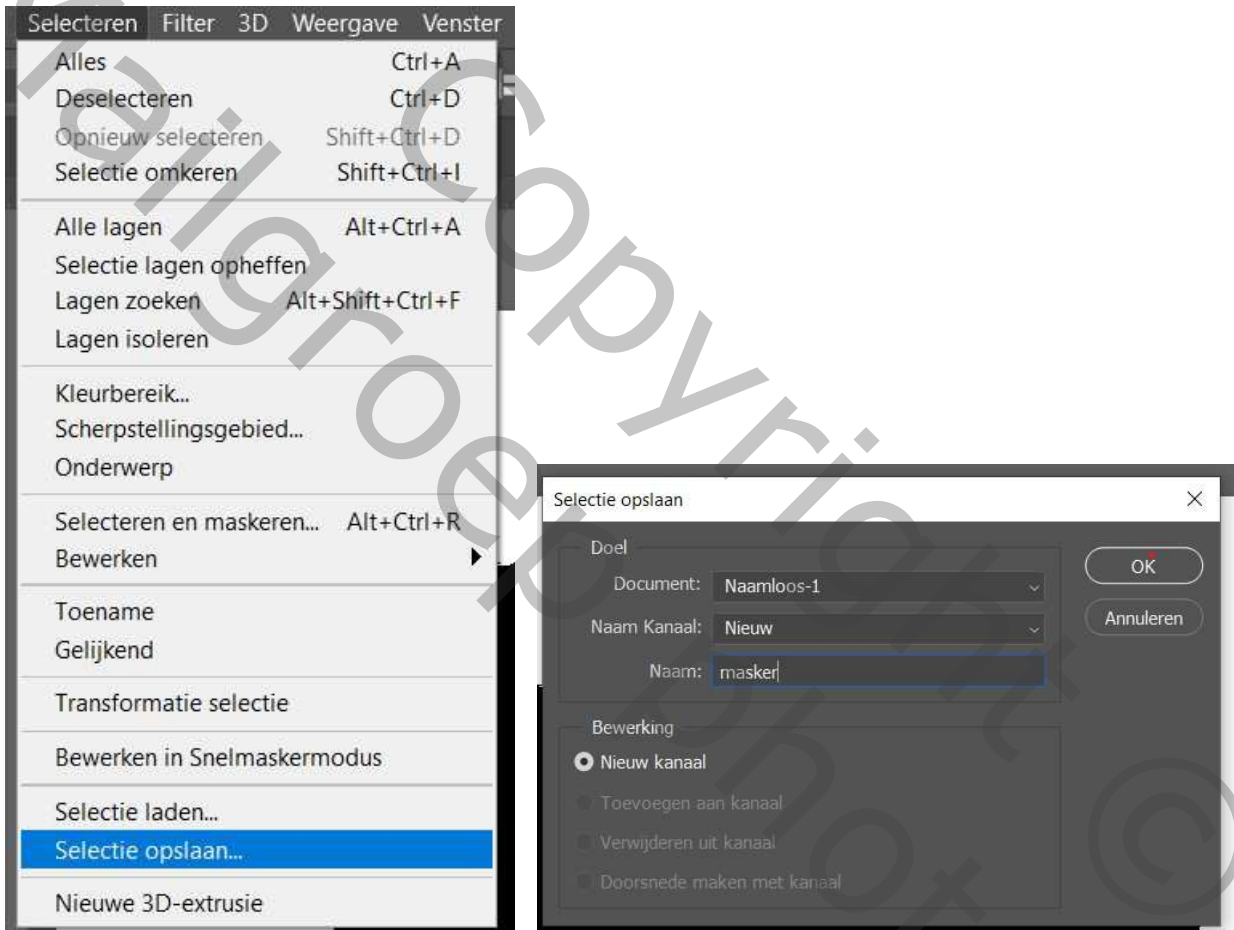 Selecteren Filter 3D Weergave Venster
Alles Ctrl+A
Deselecteren Ctrl+D
Opnieuw selecteren Shift+Ctrl+D
Selectie omkeren Shift+Ctrl+I
Alle lagen Alt+Ctrl+A
Selectie lagen opheffen
Lagen zoeken Alt+Shift+Ctrl+F
Lagen isoleren
Kleurbereik...
Scherpstellingsgebied...
Onderwerp
Selecteren en maskeren... Alt+Ctrl+R
Bewerken
Toename
Gelijkend
Transformatie selectie
Bewerken in Snelmaskermodus
Selectie laden...
Selectie opslaan...
Nieuwe 3D-extrusie
Selectie opslaan
Doel
Document: Naamloos-1
Naam Kanaal: Nieuw
Naam: masker
OK
Annuleren
Bewerking
Nieuw kanaal
Toevoegen aan kanaal
Verwijderen uit kanaal
Doorsnede maken met kanaal
Copyright ©